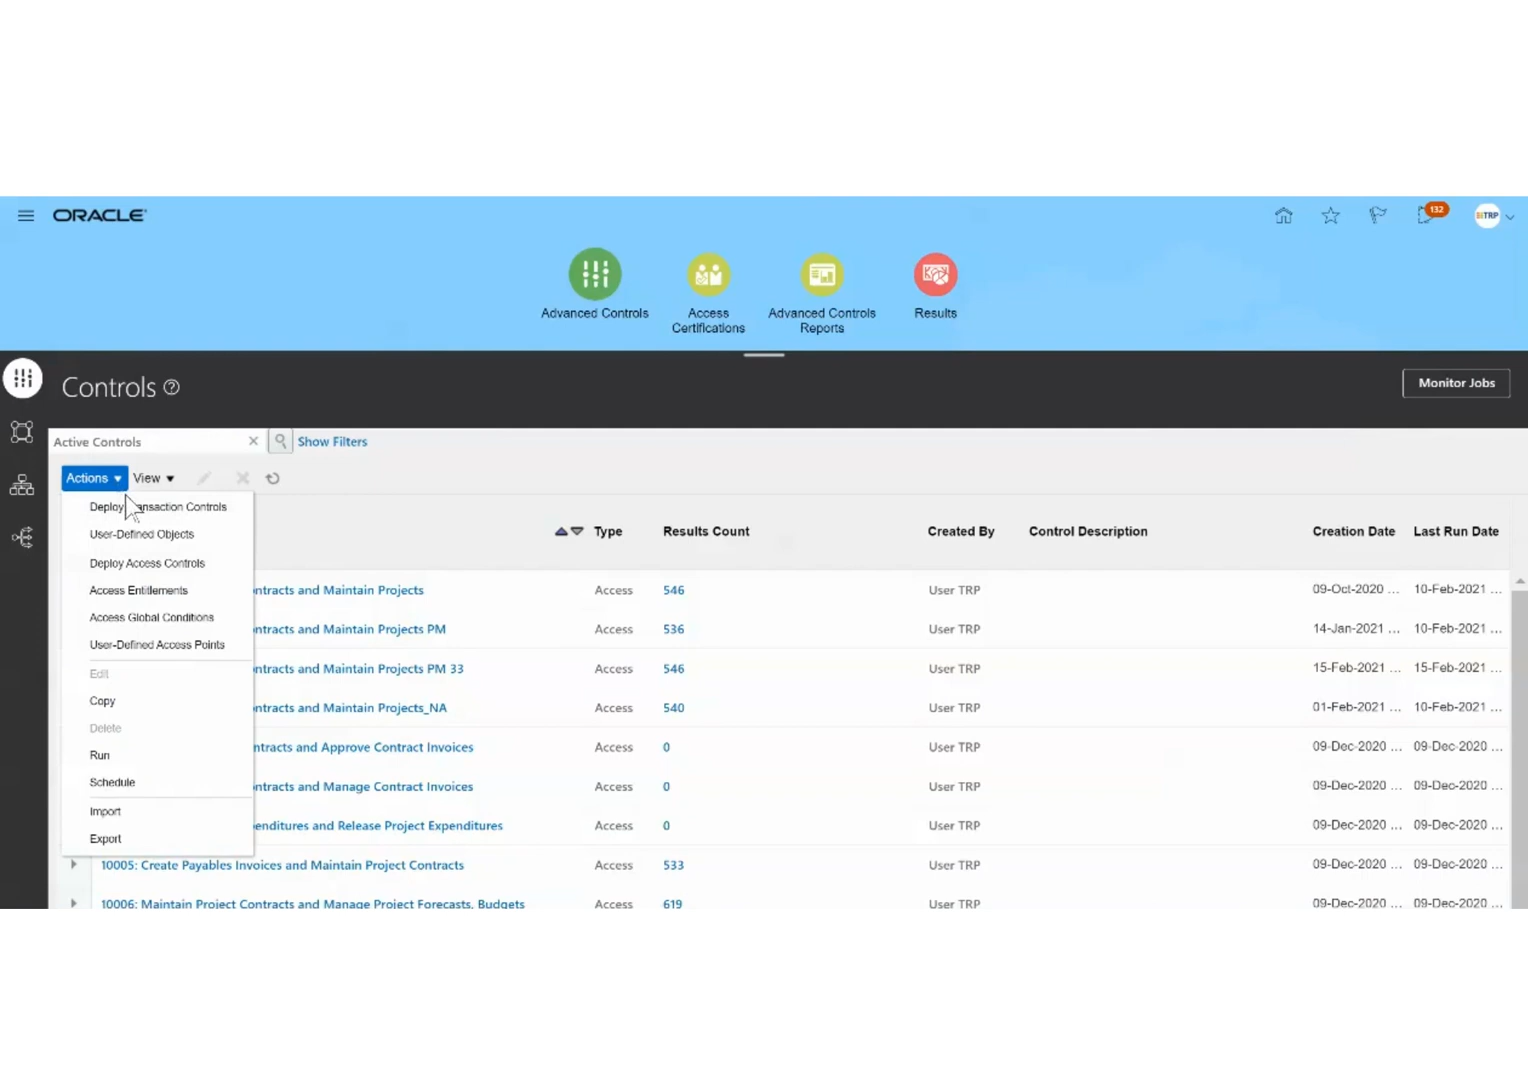 ORACLE
132
TRP
Advanced Controls
Access
Certifications
Advanced Controls
Reports
Results
Controls
Monitor Jobs
Active Controls
Show Filters
Actions
View
Deploy ansaction Controls
User-Defined Objects
Deploy Access Controls
Access Entitlements
Access Global Conditions
User-Defined Access Points
Edit
Copy
Delete
Run
Schedule
Import
Export
Type Results Count Created By Control Description Creation Date Last Run Date
ntracts and Maintain Projects Access 546 User TRP 09-Oct-2020 ... 10-Feb-2021 ...
ntracts and Maintain Projects PM Access 536 User TRP 14-Jan-2021 ... 10-Feb-2021 ...
ntracts and Maintain Projects PM 33 Access 546 User TRP 15-Feb-2021 ... 15-Feb-2021 ...
ntracts and Maintain Projects_NA Access 540 User TRP 01-Feb-2021 ... 10-Feb-2021 ...
ntracts and Approve Contract Invoices Access 0 User TRP 09-Dec-2020 ... 09-Dec-2020 ...
ntracts and Manage Contract Invoices Access 0 User TRP 09-Dec-2020 ... 09-Dec-2020 ...
enditures and Release Project Expenditures Access 0 User TRP 09-Dec-2020 ... 09-Dec-2020 ...
10005: Create Payables Invoices and Maintain Project Contracts Access 533 User TRP 09-Dec-2020 ... 09-Dec-2020 ...
10006: Maintain Project Contracts and Manage Project Forecasts, Budgets Access 619 User TRP 09-Dec-2020 ... 09-Dec-2020 ...